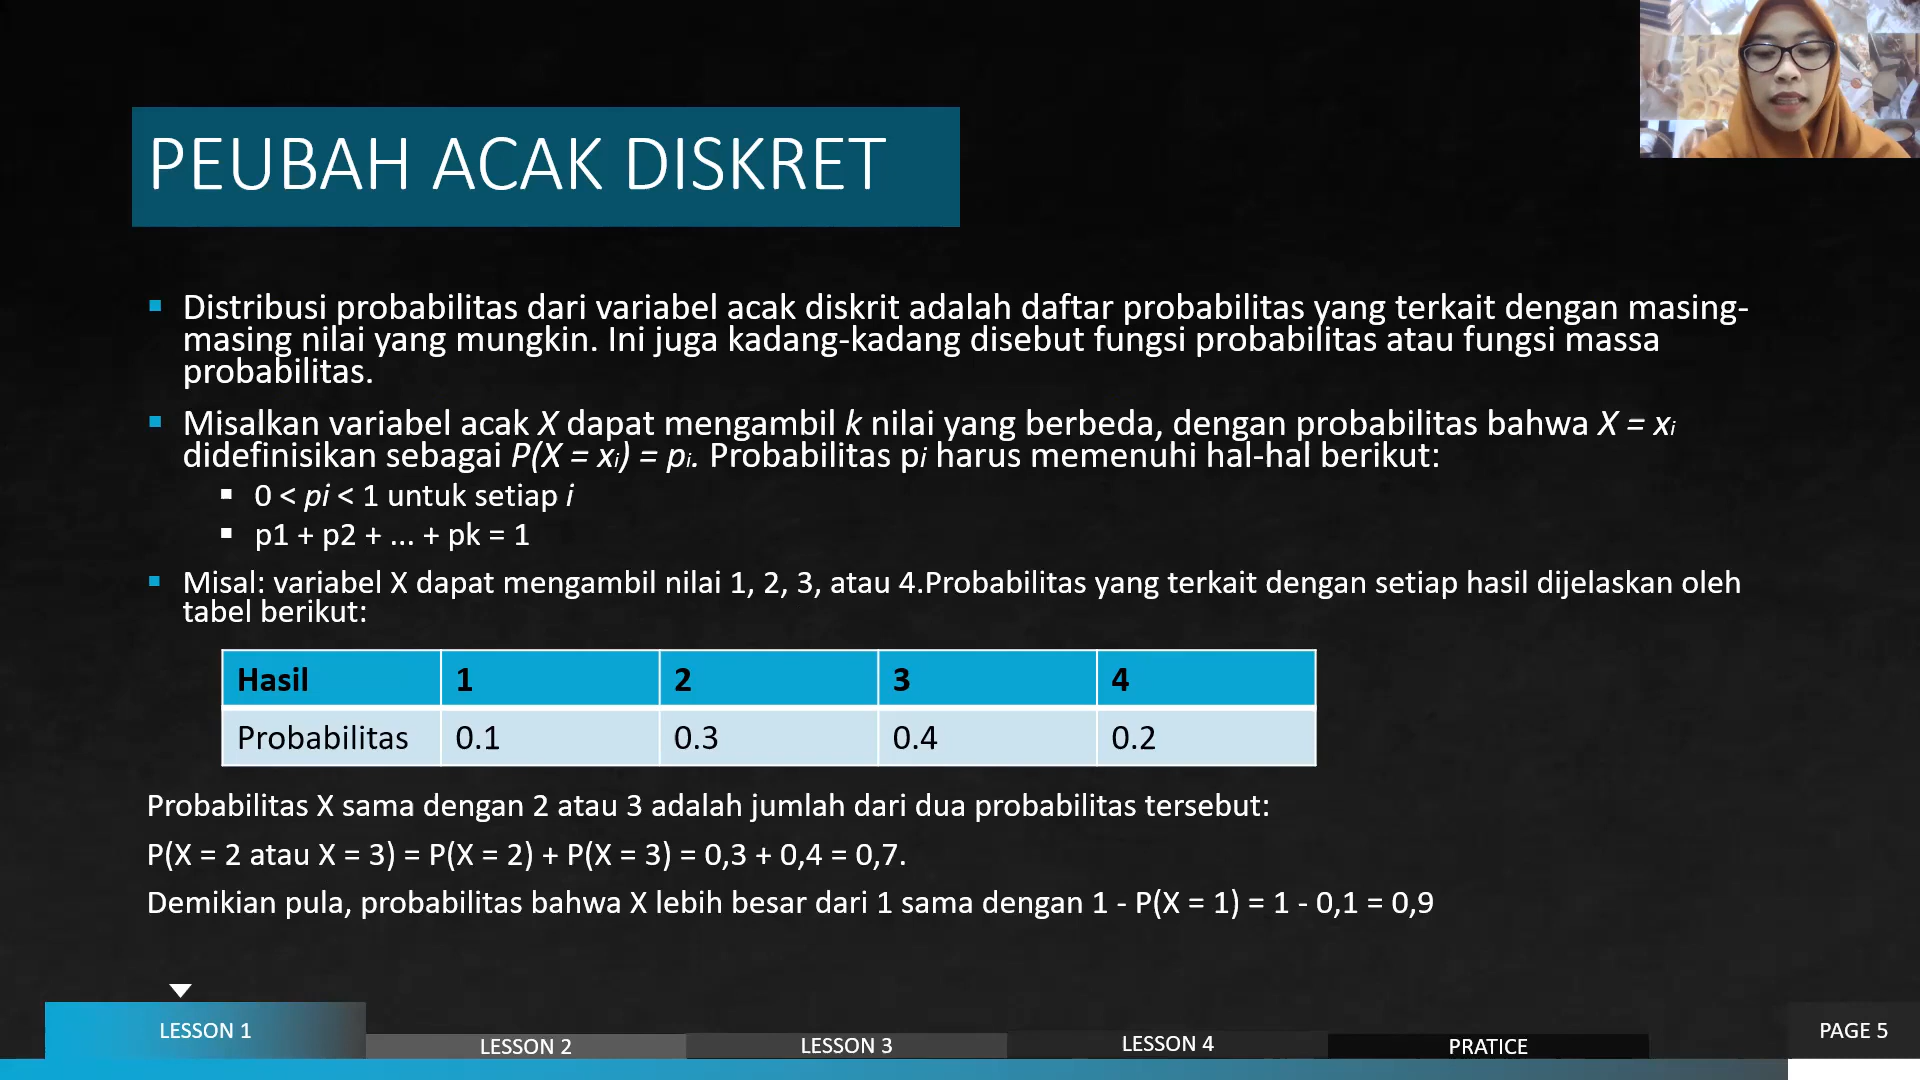 PEUBAH ACAK DISKRET
Distribusi probabilitas dari variabel acak diskrit adalah daftar probabilitas yang terkait dengan masing-
masing nilai yang mungkin. Ini juga kadang-kadang disebut fungsi probabilitas atau fungsi massa
probabilitas.
Misalkan variabel acak X dapat mengambil k nilai yang berbeda, dengan probabilitas bahwa X = xi
didefinisikan sebagai P(X = xi) = pi. Probabilitas pi harus memenuhi hal-hal berikut:
0 < pi < 1 untuk setiap i
p1 + p2 + ... + pk = 1
Misal: variabel X dapat mengambil nilai 1, 2, 3, atau 4.Probabilitas yang terkait dengan setiap hasil dijelaskan oleh
tabel berikut:
Hasil 1 2 3 4
Probabilitas 0.1 0.3 0.4 0.2
Probabilitas X sama dengan 2 atau 3 adalah jumlah dari dua probabilitas tersebut:
P(X = 2 atau X = 3) = P(X = 2) + P(X = 3) = 0,3 + 0,4 = 0,7.
Demikian pula, probabilitas bahwa X lebih besar dari 1 sama dengan 1 - P(X = 1) = 1 - 0,1 = 0,9
LESSON 1 LESSON 2 LESSON 3 LESSON 4 PRATICE PAGE 5